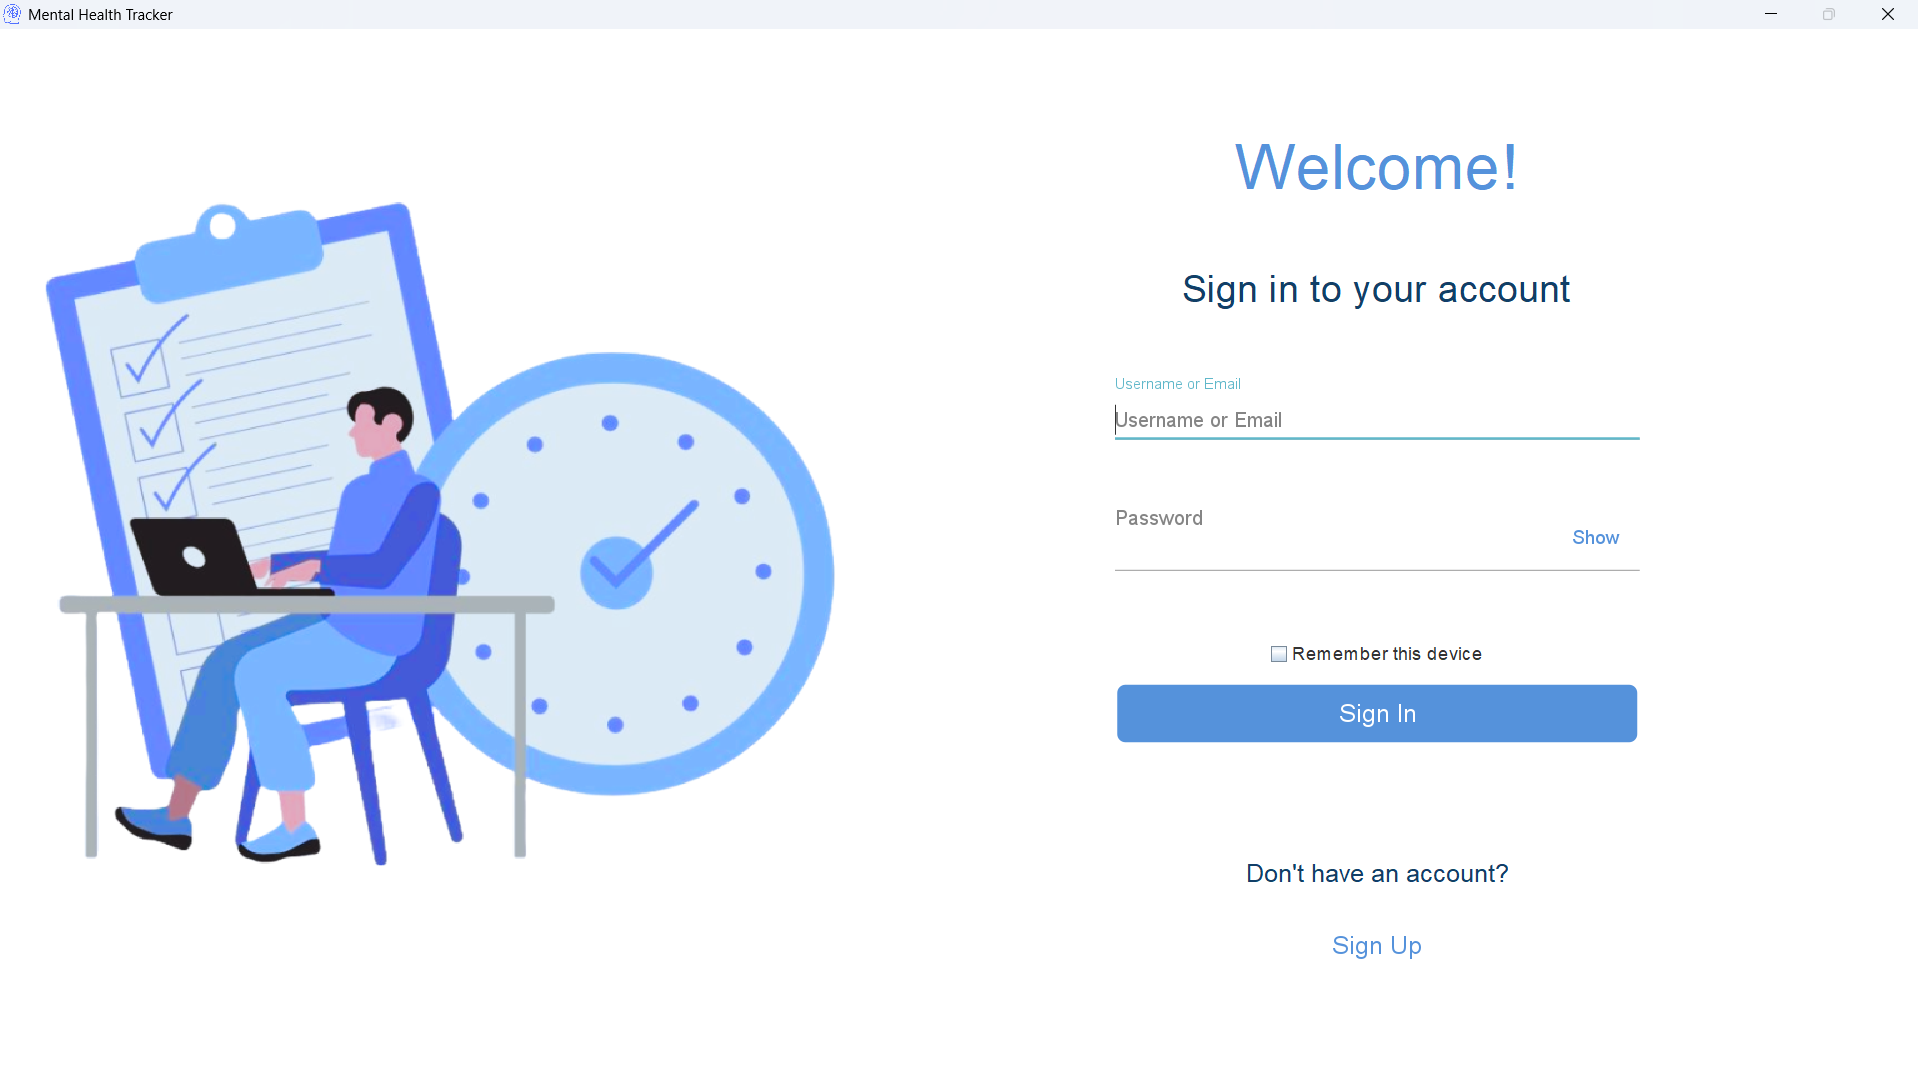 Mental Health Tracker
Welcome!
Sign in to your account
Username or Email
Username or Email
Password
Show
Remember this device
Sign In
Don't have an account?
Sign Up